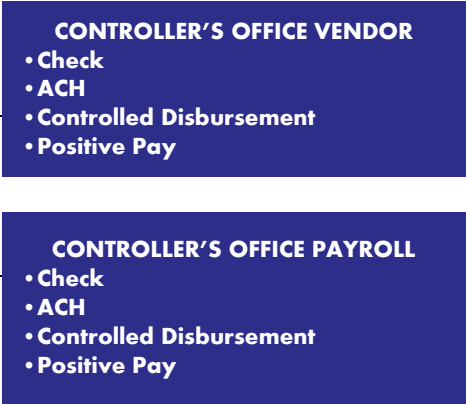 CONTROLLER’S OFFICE VENDOR
•Check
•ACH
•Controlled Disbursement
•Positive Pay
CONTROLLER’S OFFICE PAYROLL
•Check
•ACH
•Controlled Disbursement
•Positive Pay